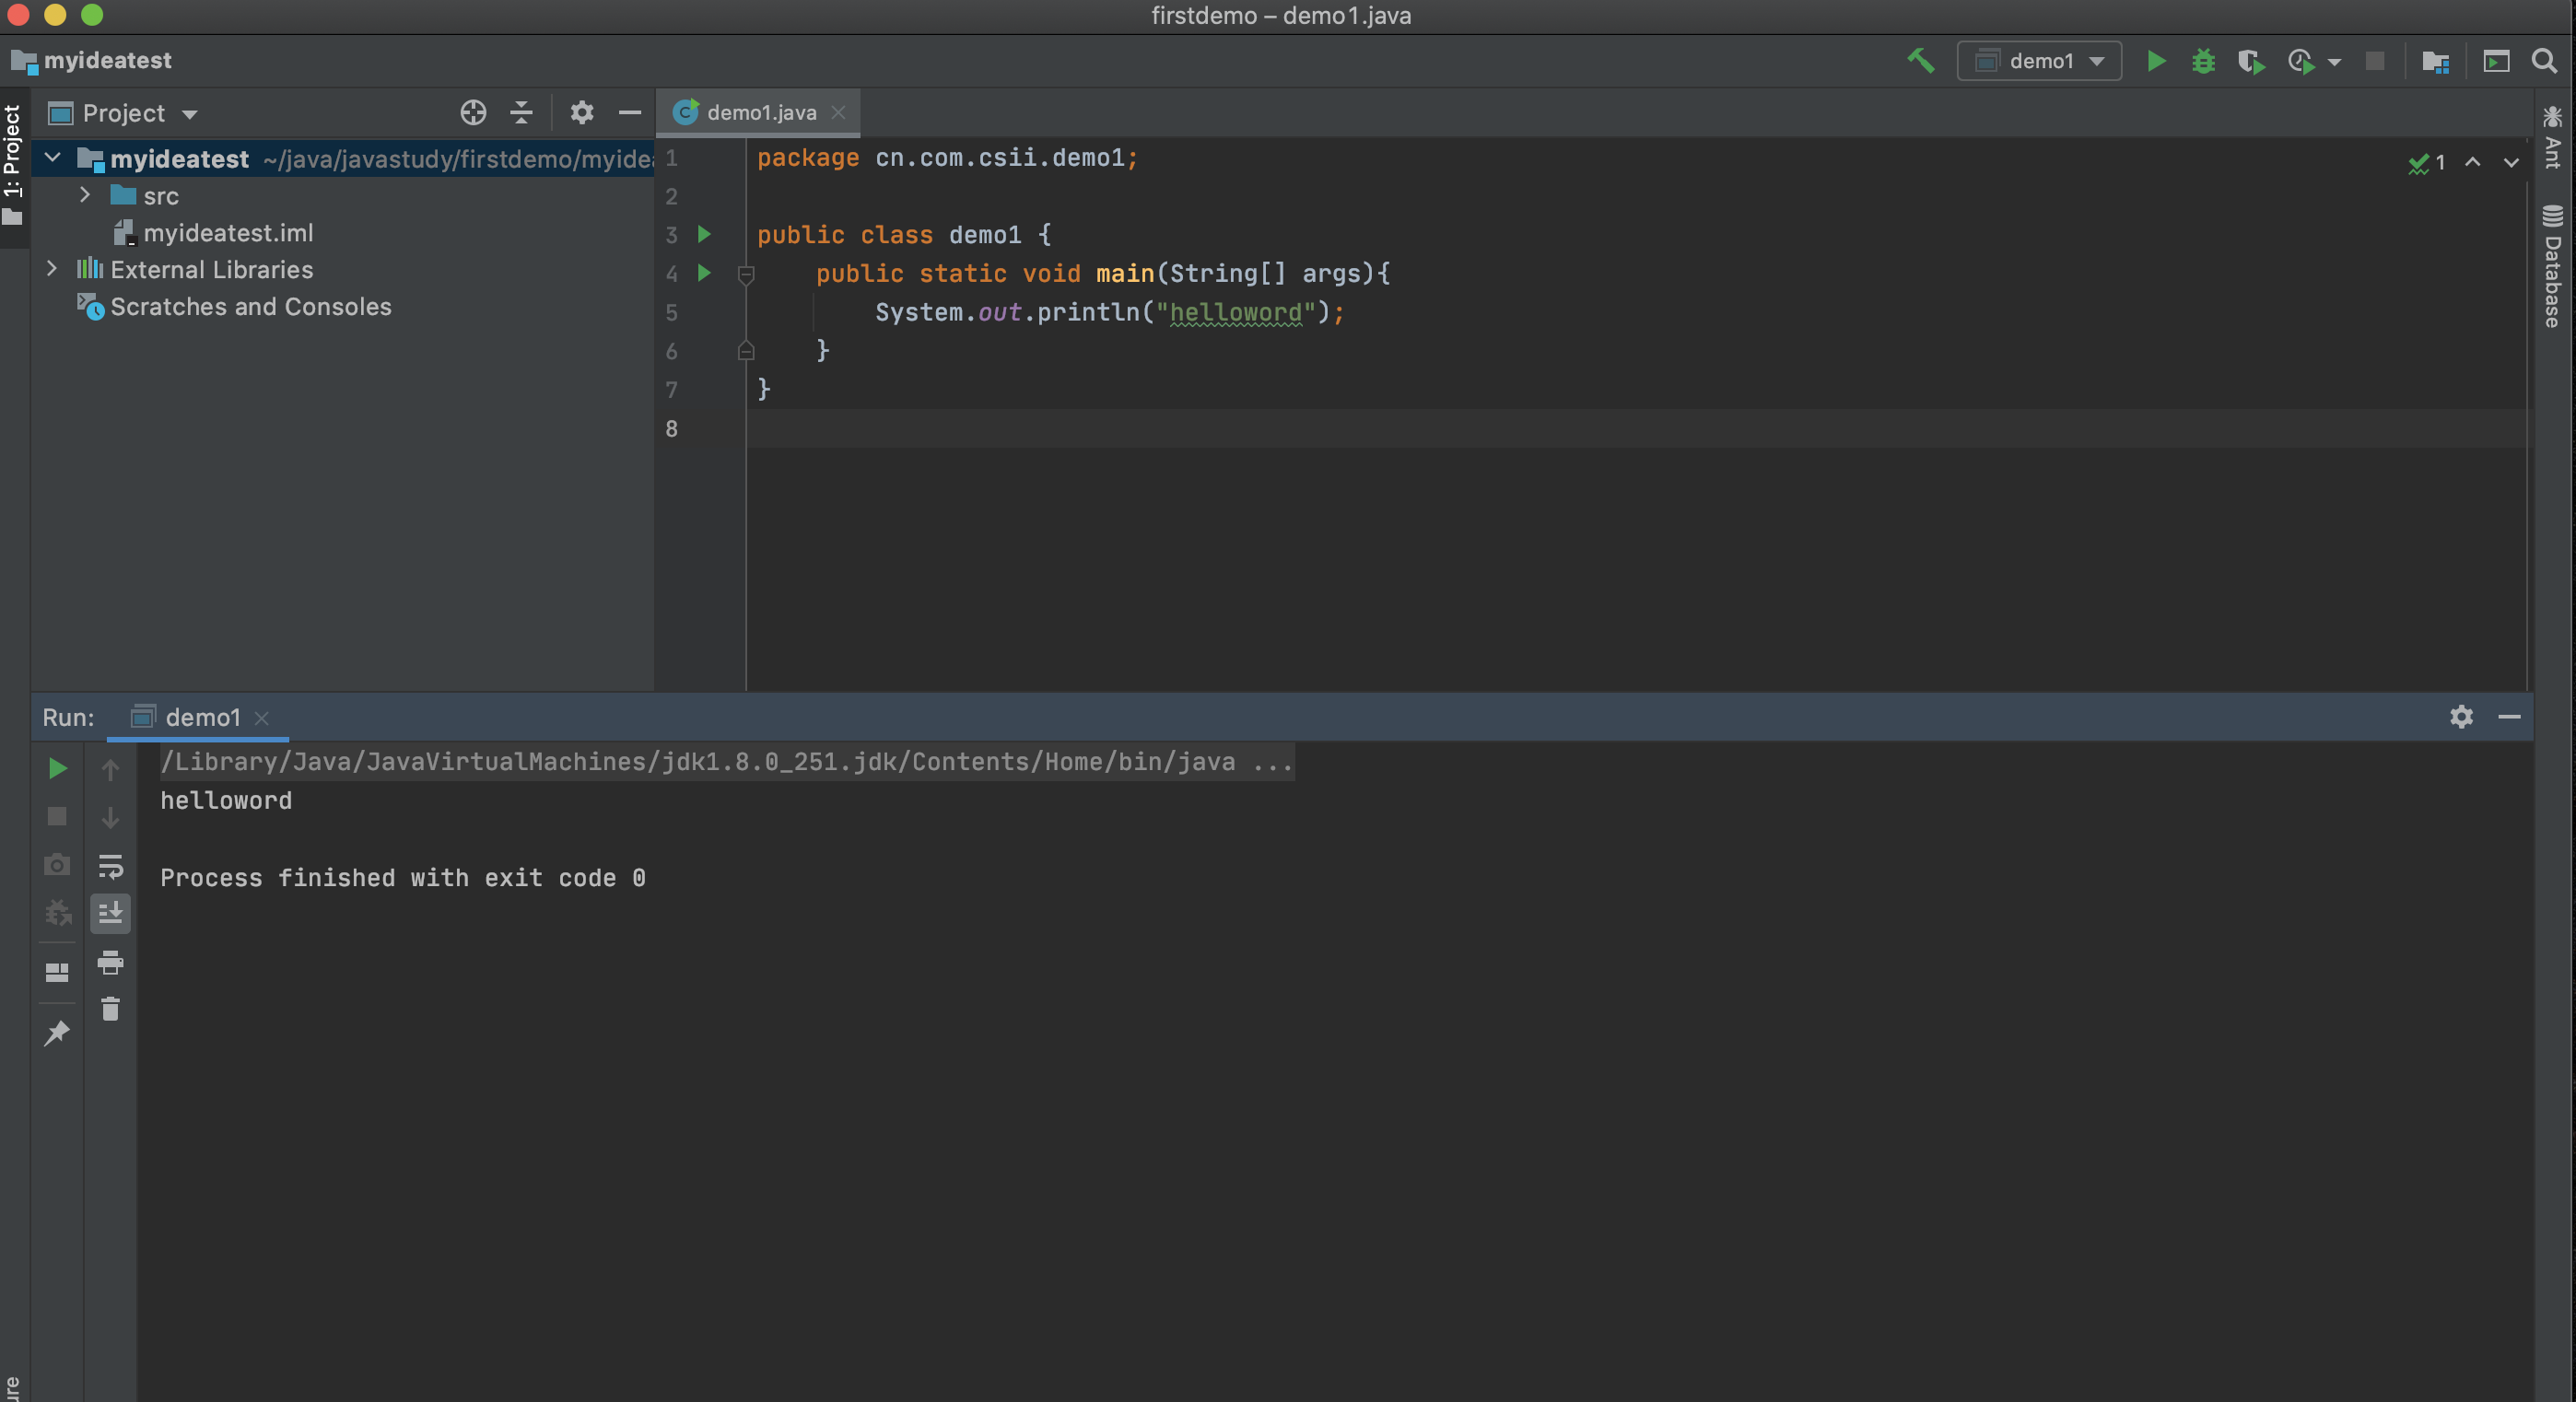 firstdemo – demo1.java
myideatest
demo1
1: Project
Project
demo1.java
myideatest ~/java/javastudy/firstdemo/myidea
src
myideatest.iml
External Libraries
Scratches and Consoles
1 package cn.com.csii.demo1;
2
3 public class demo1 {
4 public static void main(String[] args){
5 System.out.println("helloword");
6 }
7 }
8
1
Ant
Database
Run: demo1
/Library/Java/JavaVirtualMachines/jdk1.8.0_251.jdk/Contents/Home/bin/java ...
helloword
Process finished with exit code 0